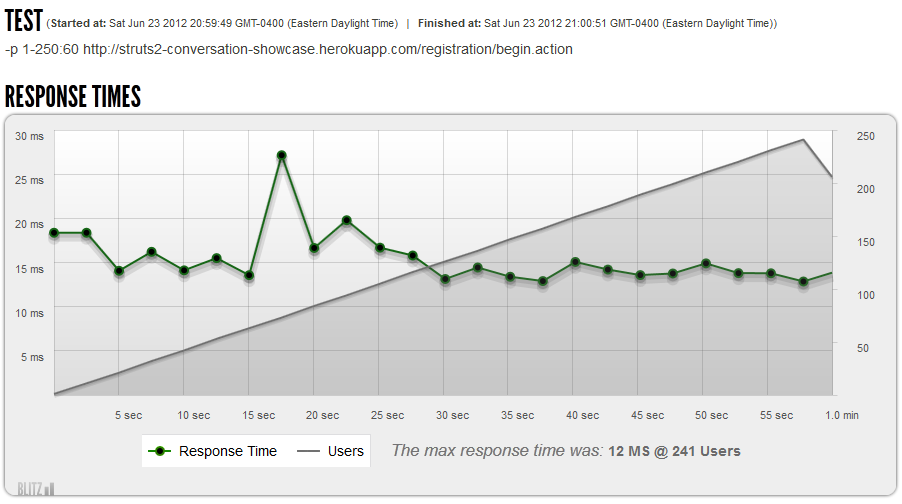 TEST (Started at: Sat Jun 23 2012 20:59:49 GMT-0400 (Eastern Daylight Time) | Finished at: Sat Jun 23 2012 21:00:51 GMT-0400 (Eastern Daylight Time))
-p 1-250:60 http://struts2-conversation-showcase.herokuapp.com/registration/begin.action
RESPONSE TIMES
30 ms 250
25 ms 200
20 ms 150
15 ms 100
10 ms 50
5 ms
5 sec 10 sec 15 sec 20 sec 25 sec 30 sec 35 sec 40 sec 45 sec 50 sec 55 sec 1.0 min
Response Time Users The max response time was: 12 MS @ 241 Users
BLITZ